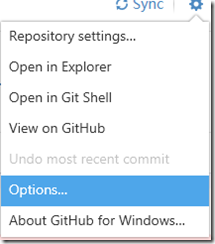 Sync
Repository settings...
Open in Explorer
Open in Git Shell
View on GitHub
Undo most recent commit
Options...
About GitHub for Windows...